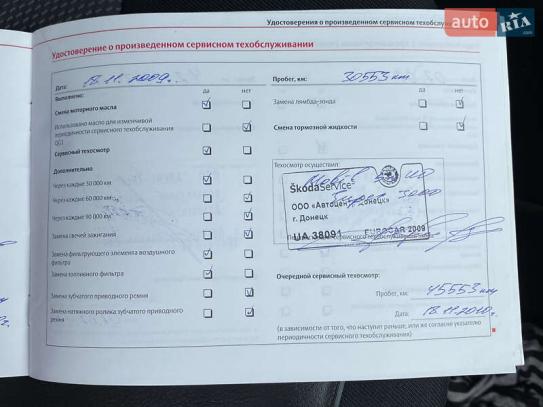 Удостоверения о произведенном сервисном техобслу
auto RIA.com
Удостоверение о произведенном сервисном техобслуживании
Дата: 18.11.2009г.
Пробег, км: 30553 км
Выполнено:
да нет
да нет
Смена моторного масла
Замена лямбда-зонда
Использовано масло для изменчивой
периодичности сервисного техобслуживания
QG1
Смена тормозной жидкости
Сервисный техосмотр
Техосмотр осуществил:
Дополнительно
Через каждые 30 000 км
Через каждые 60 000 км
Через каждые 90 000 км
Замена свечей зажигания
Замена фильтрующего элемента воздушного
фильтра
Замена топливного фильтра
Замена зубчатого приводного ремня
Замена натяжного ролика зубчатого приводного
ремня
ŠkodaService
Mobil
Super 3000
ООО «Автоцентр Донецк»
г. Донецк
UA 38091 EUROCAR 2009
Очередной сервисный техосмотр:
Пробег, км: 45553 км
Дата: 18.11.2010г.
(в зависимости от того, что наступит раньше, или же согласно указателю
периодичности сервисного техобслуживания)